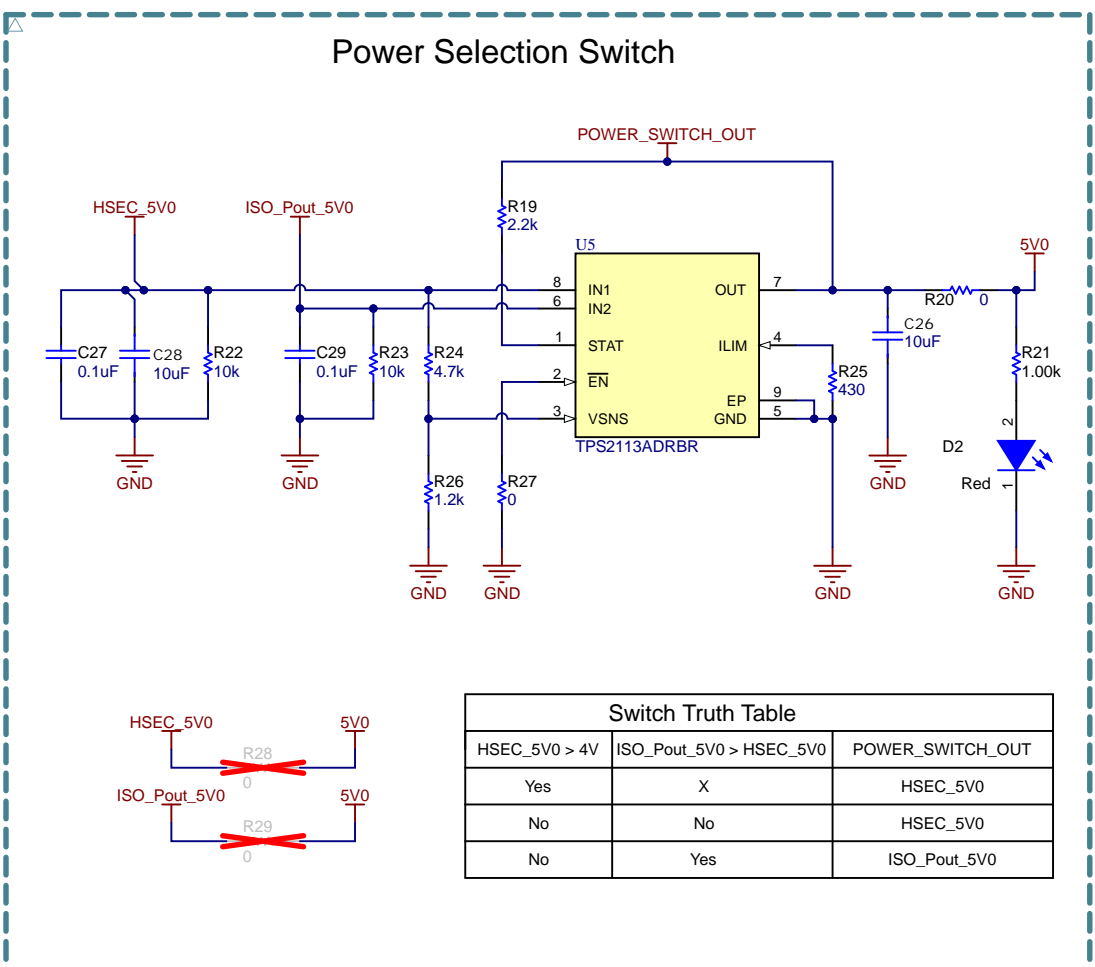 Power Selection Switch
POWER_SWITCH_OUT
HSEC_5V0
ISO_Pout_5V0
R19
2.2k
U5
5V0
8
IN1
OUT
7
6
IN2
R20
0
1
STAT
ILIM
4
C26
10uF
C27
0.1uF
C28
10uF
R22
10k
C29
0.1uF
R23
10k
R24
4.7k
2
EN
R25
430
R21
1.00k
EP
9
3
VSNS
GND
5
TPS2113ADRBR
2
D2
Red
1
GND
GND
R26
1.2k
R27
0
GND
GND
GND
GND
GND
HSEC_5V0
5V0
R28
0
ISO_Pout_5V0
5V0
R29
0
Switch Truth Table
HSEC_5V0 > 4V ISO_Pout_5V0 > HSEC_5V0 POWER_SWITCH_OUT
Yes X HSEC_5V0
No No HSEC_5V0
No Yes ISO_Pout_5V0